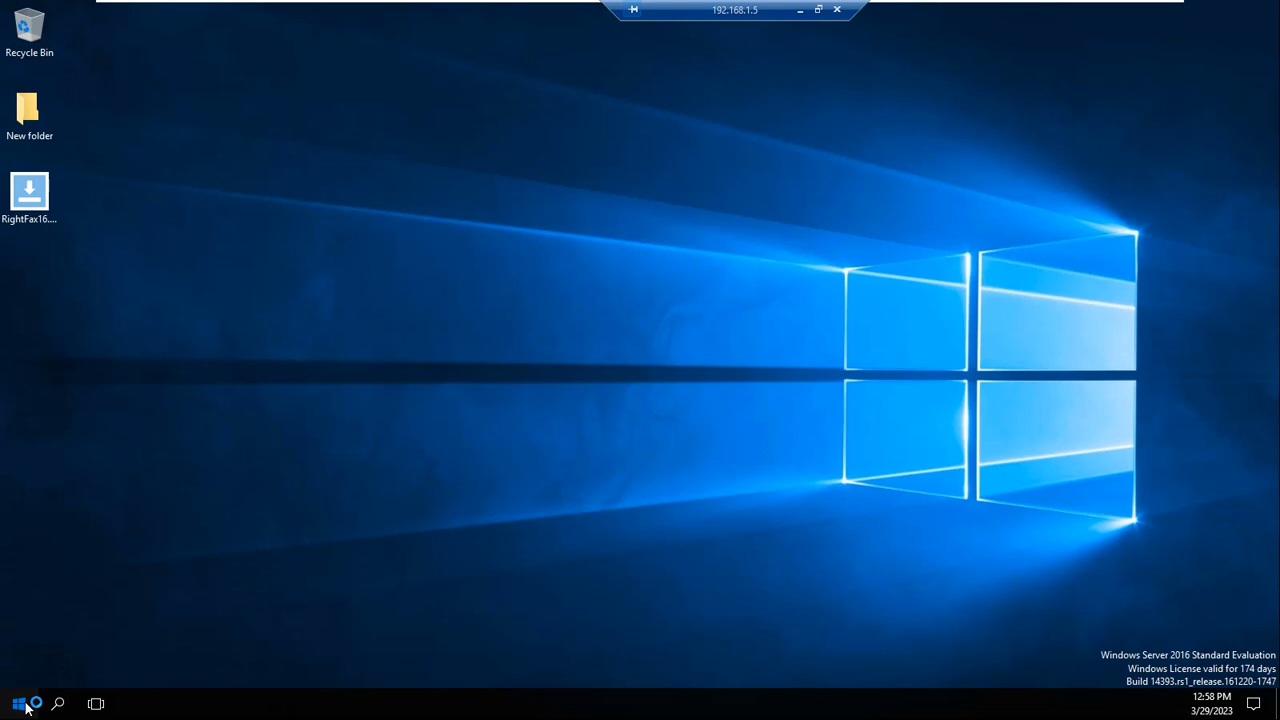 192.168.1.5
Recycle Bin
New folder
RightFax16....
Windows Server 2016 Standard Evaluation
Windows License valid for 174 days
Build 14393.rs1_release.161220-1747
12:58 PM
3/29/2023